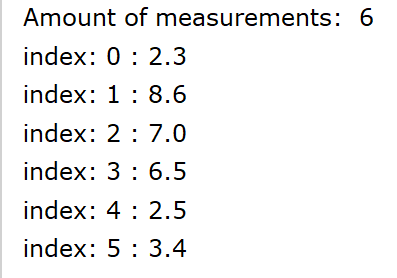 Amount of measurements:  6
index: 0 : 2.3
index: 1 : 8.6
index: 2 : 7.0
index: 3 : 6.5
index: 4 : 2.5
index: 5 : 3.4